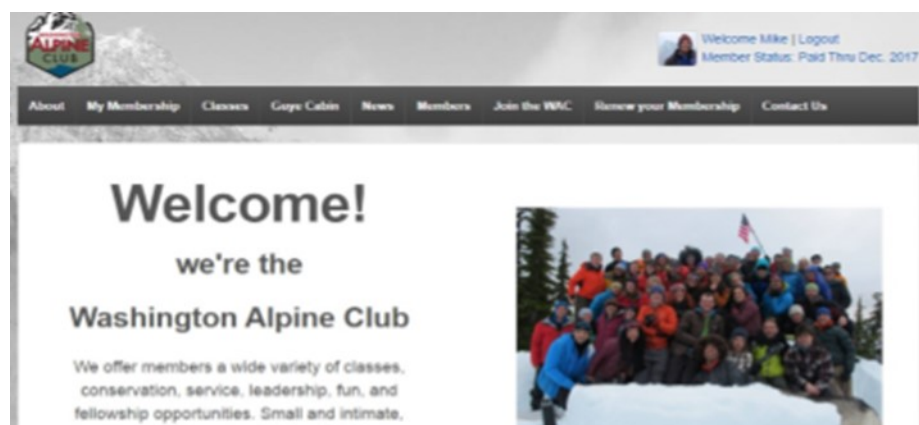 WASHINGTON
ALPINE
CLUB
Welcome Mike | Logout
Member Status: Paid Thru Dec. 2017
About My Membership Classes Guye Cabin News Members Join the WAC Renew your Membership Contact Us
Welcome!
we're the
Washington Alpine Club
We offer members a wide variety of classes,
conservation, service, leadership, fun, and
fellowship opportunities. Small and intimate,